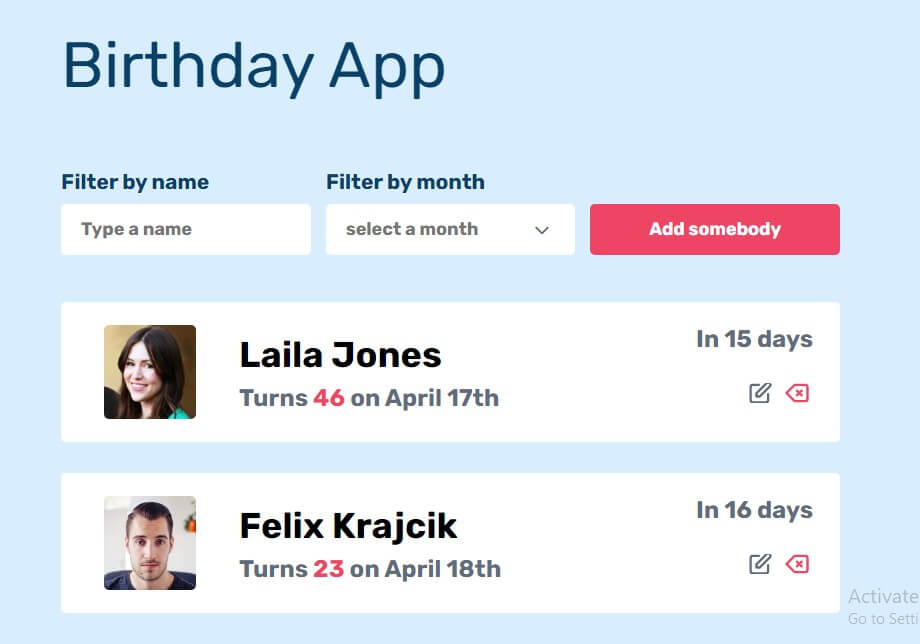 Birthday App
Filter by name
Filter by month
Type a name
select a month
Add somebody
Laila Jones
In 15 days
Turns 46 on April 17th
Felix Krajcik
In 16 days
Turns 23 on April 18th
Activate
Go to Setti